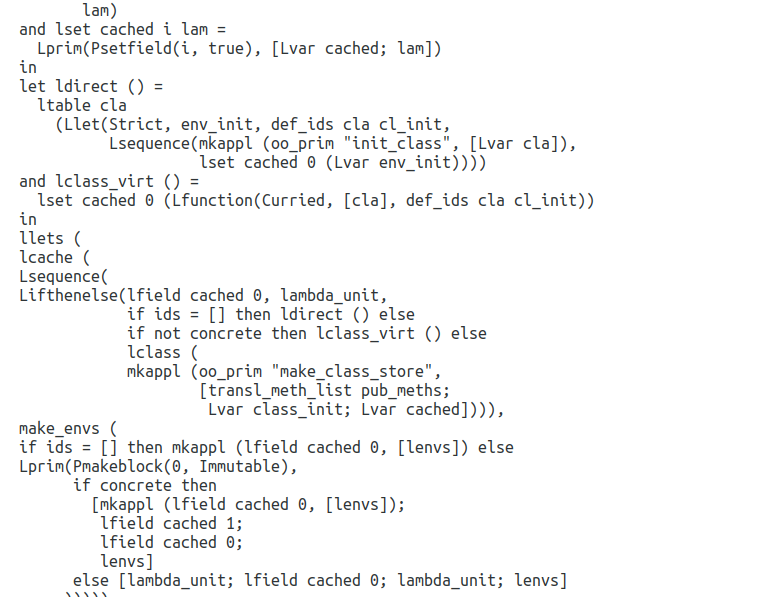 lam)
and lset cached i lam =
Lprim(Psetfield(i, true), [Lvar cached; lam])
in
let ldirect () =
ltable cla
(Llet(Strict, env_init, def_ids cla cl_init,
Lsequence(mkappl (oo_prim "init_class", [Lvar cla]),
lset cached 0 (Lvar env_init))))
and lclass_virt () =
lset cached 0 (Lfunction(Curried, [cla], def_ids cla cl_init))
in
llets (
lcache (
Lsequence(
Lifthenelse(lfield cached 0, lambda_unit,
if ids = [] then ldirect () else
if not concrete then lclass_virt () else
lclass (
mkappl (oo_prim "make_class_store",
[transl_meth_list pub_meths;
Lvar class_init; Lvar cached]))),
make_envs (
if ids = [] then mkappl (lfield cached 0, [lenvs]) else
Lprim(Pmakeblock(0, Immutable),
if concrete then
[mkappl (lfield cached 0, [lenvs]);
lfield cached 1;
lfield cached 0;
lenvs]
else [lambda_unit; lfield cached 0; lambda_unit; lenvs]
)))))